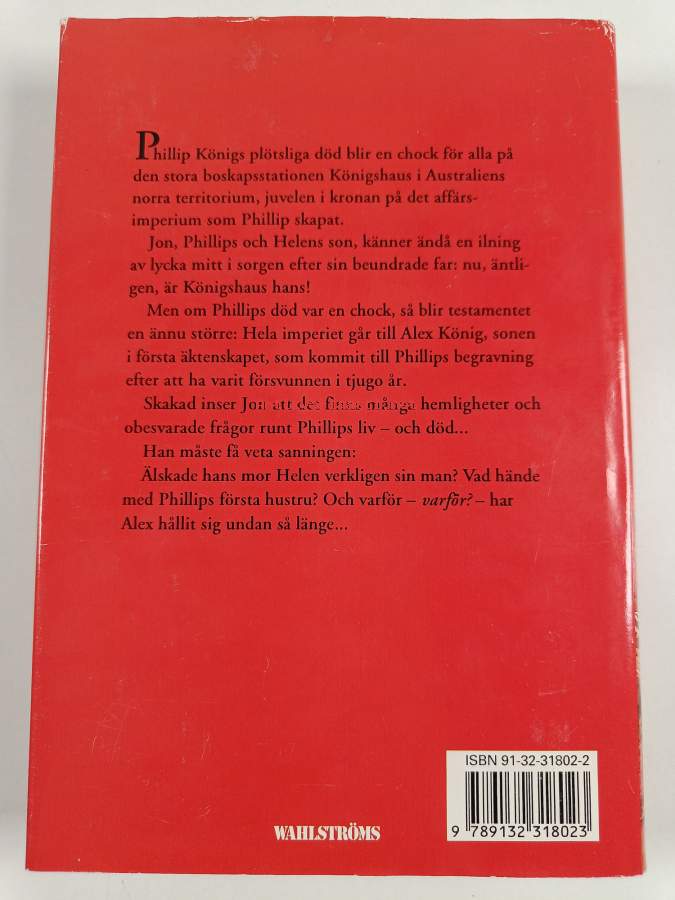 Phillip Königs plötsliga död blir en chock för alla på
den stora boskapsstationen Königshaus i Australiens
norra territorium, juvelen i kronan på det affärs-
imperium som Phillip skapat.
Jon, Phillips och Helens son, känner ändå en ilning
av lycka mitt i sorgen efter sin beundrade far: nu, äntli-
gen, är Königshaus hans!
Men om Phillips död var en chock, så blir testamentet
en ännu större: Hela imperiet går till Alex König, sonen
i första äktenskapet, som kommit till Phillips begravning
efter att ha varit försvunnen i tjugo år.
Skakad inser Jon att det finns många hemligheter och
obesvarade frågor runt Phillips liv – och död...
Han måste få veta sanningen:
Älskade hans mor Helen verkligen sin man? Vad hände
med Phillips första hustru? Och varför – varför? – har
Alex hållit sig undan så länge...
ISBN 91-32-31802-2
9 789132 318023
WAHLSTRÖMS